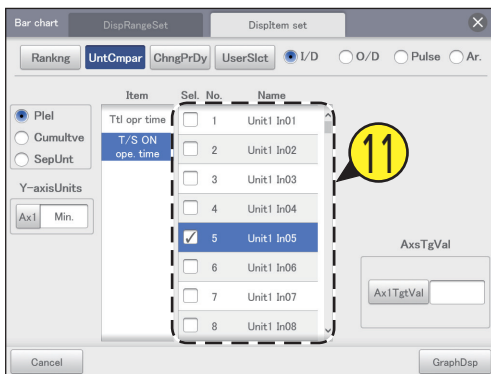 Bar chart DispRangeSet DispItem set
Rankng UntCmpar ChngPrDy UserSlct I/D O/D Pulse Ar.
Item Sel. No. Name
Plel
Cumultve
SepUnt
Y-axisUnits
Ax1 Min.
Ttl opr time
T/S ON
ope. time
1 Unit1 In01
2 Unit1 In02
3 Unit1 In03
4 Unit1 In04
5 Unit1 In05
6 Unit1 In06
7 Unit1 In07
8 Unit1 In08
11
AxsTgVal
Ax1TgtVal
Cancel GraphDsp